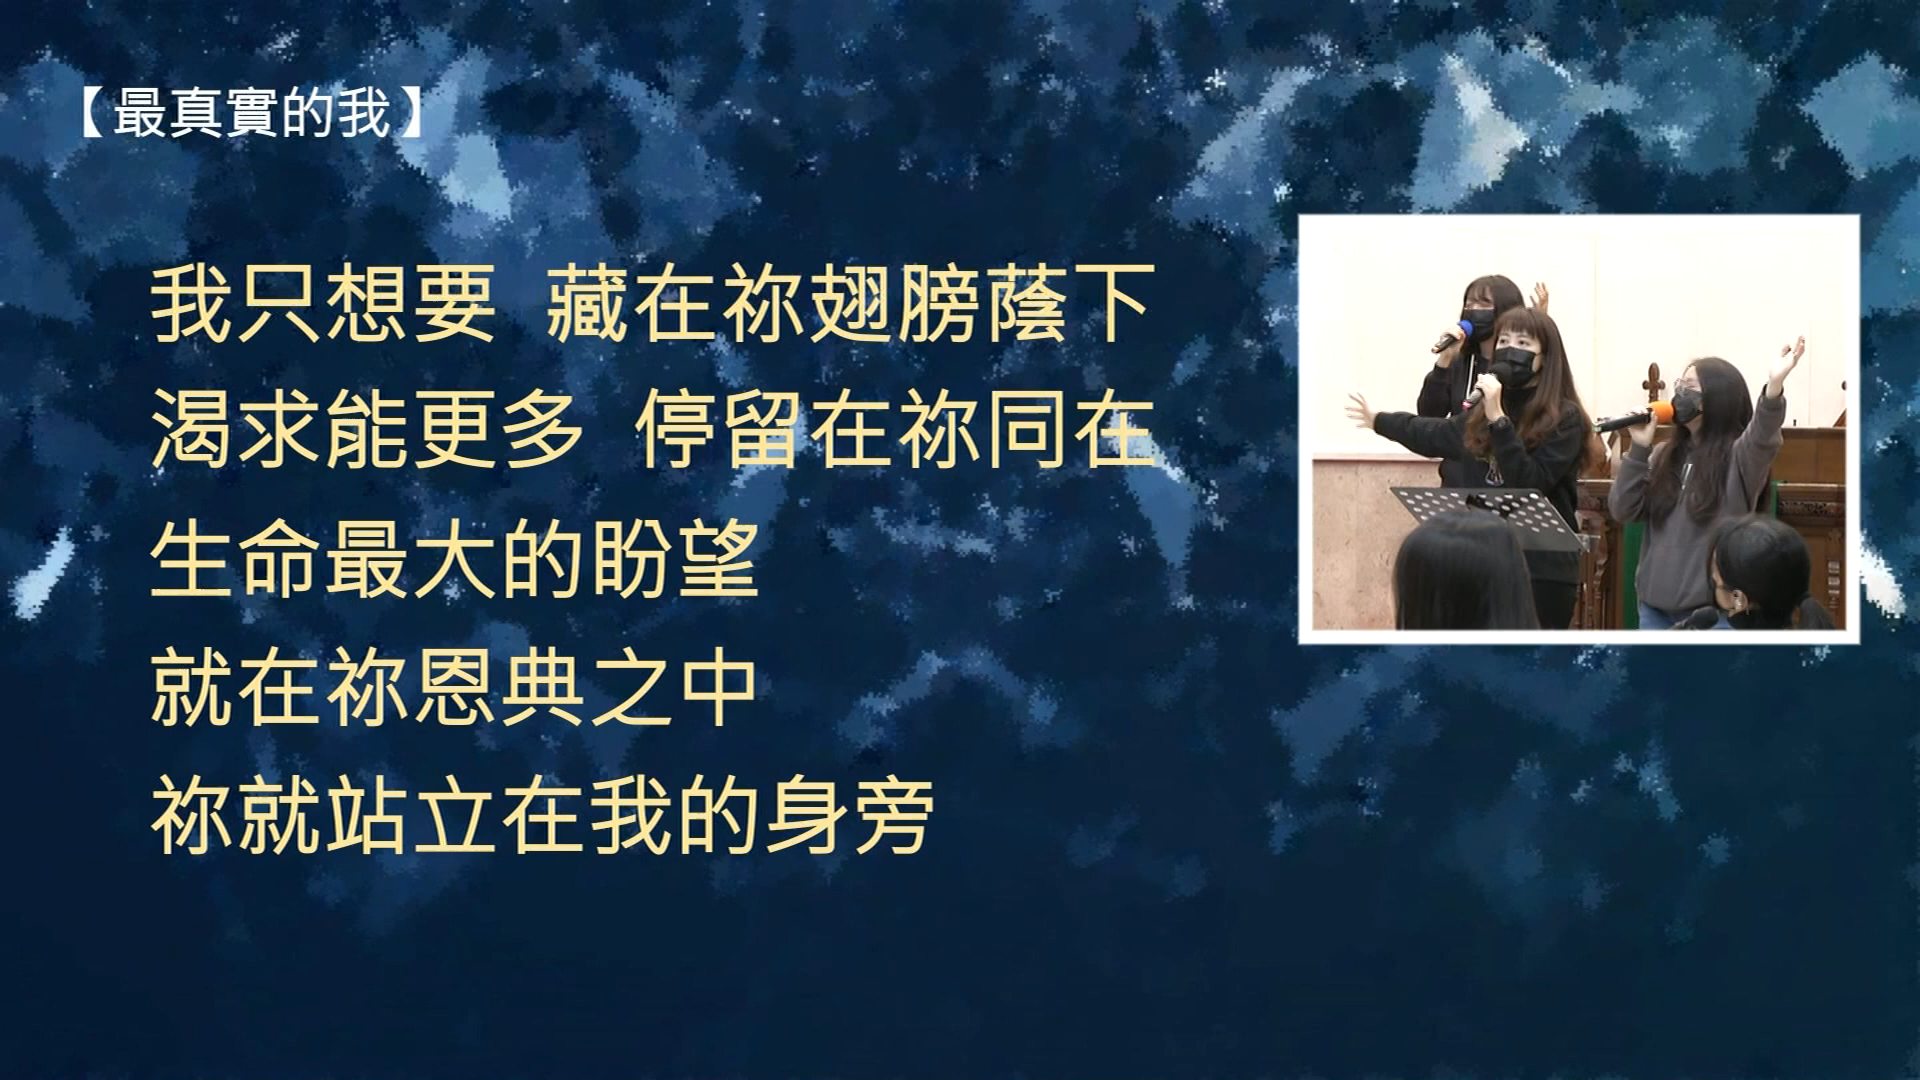 【最真實的我】
我只想要 藏在祢翅膀蔭下
渴求能更多 停留在祢同在
生命最大的盼望
就在祢恩典之中
祢就站立在我的身旁